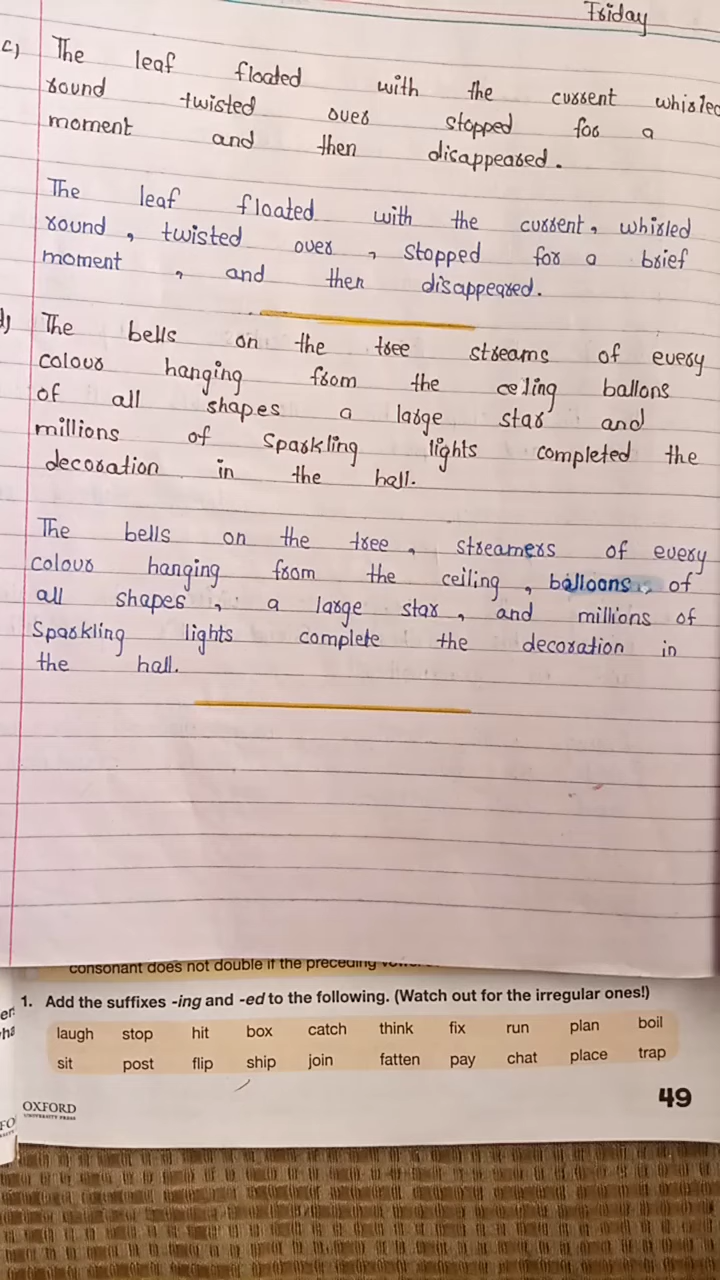 Friday
c) The leaf floated with the current whirled
round twisted over stopped for a
moment and then disappeared.
The leaf floated with the current, whirled
round, twisted over, stopped for a brief
moment, and then disappeared.
d) The bells on the tree streams of every
colour hanging from the celing ballons
of all shapes a large star and
millions of sparkling lights completed the
decoration in the hall.
The bells on the tree, streamers of every
colour hanging from the ceiling, balloons, of
all shapes, a large star, and millions of
Sparkling lights complete the decoration in
the hall.
consonant does not double if the preceding
1. Add the suffixes -ing and -ed to the following. (Watch out for the irregular ones!)
laugh stop hit box catch think fix run plan boil
sit post flip ship join fatten pay chat place trap
49
OXFORD
UNIVERSITY PRESS